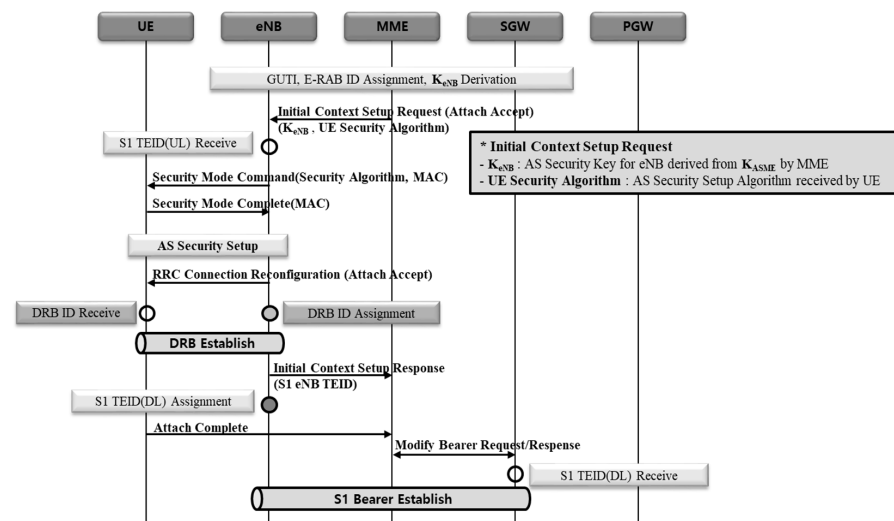 UE eNB MME SGW PGW
GUTI, E-RAB ID Assignment, KeNB Derivation
Initial Context Setup Request (Attach Accept)
(KeNB , UE Security Algorithm)
S1 TEID(UL) Receive
* Initial Context Setup Request
- KeNB : AS Security Key for eNB derived from KASME by MME
- UE Security Algorithm : AS Security Setup Algorithm received by UE
Security Mode Command(Security Algorithm, MAC)
Security Mode Complete(MAC)
AS Security Setup
RRC Connection Reconfiguration (Attach Accept)
DRB ID Receive
DRB ID Assignment
DRB Establish
Initial Context Setup Response
(S1 eNB TEID)
S1 TEID(DL) Assignment
Attach Complete
Modify Bearer Request/Repsense
S1 TEID(DL) Receive
S1 Bearer Establish